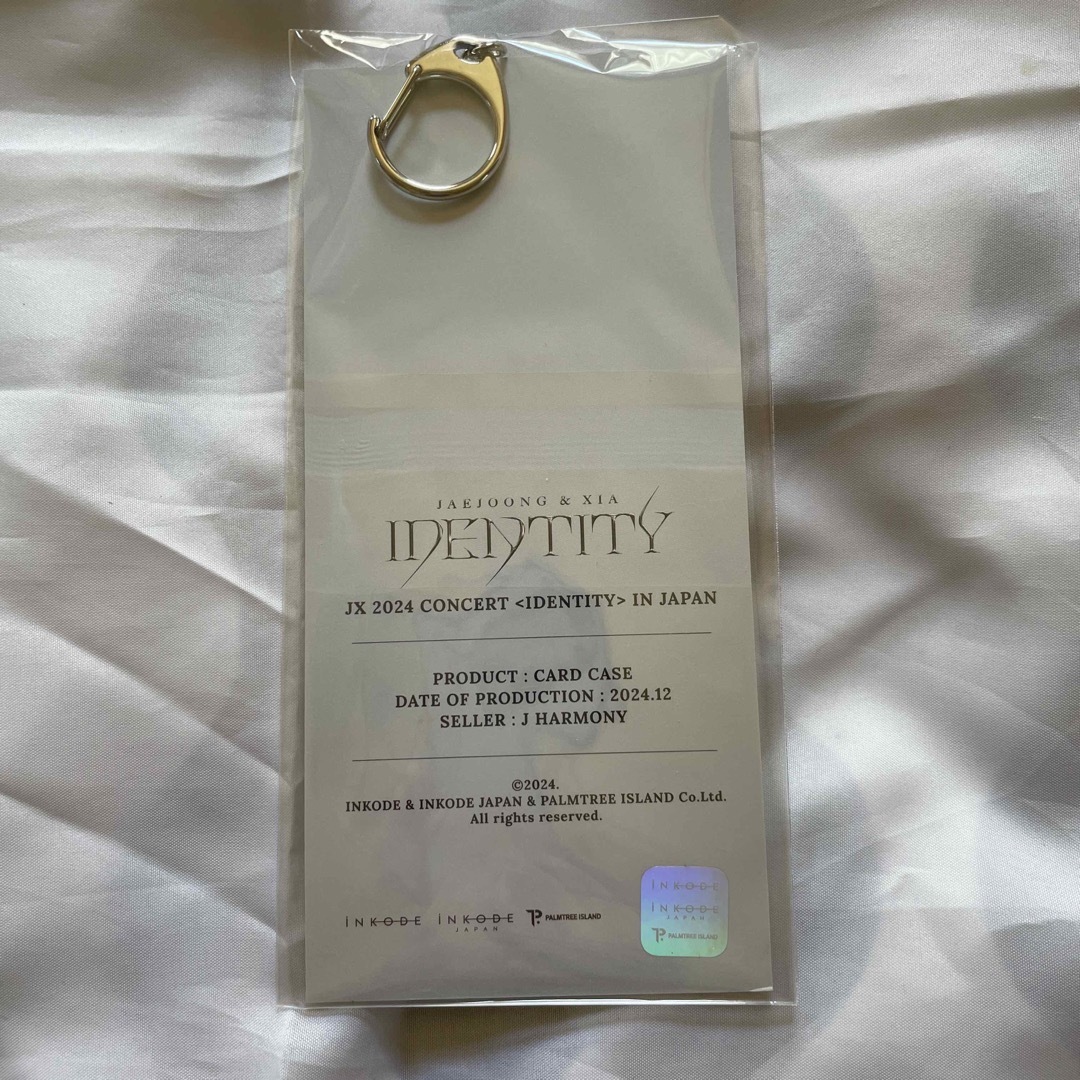 JAEJOONG & XIA
IDENTITY
JX 2024 CONCERT <IDENTITY> IN JAPAN
PRODUCT : CARD CASE
DATE OF PRODUCTION : 2024.12
SELLER : J HARMONY
©2024.
INKODE & INKODE JAPAN & PALMTREE ISLAND Co.Ltd.
All rights reserved.
iNKODE iNKODE JAPAN PALMTREE ISLAND
iNKODE
iNKODE
JAPAN
PALMTREE ISLAND